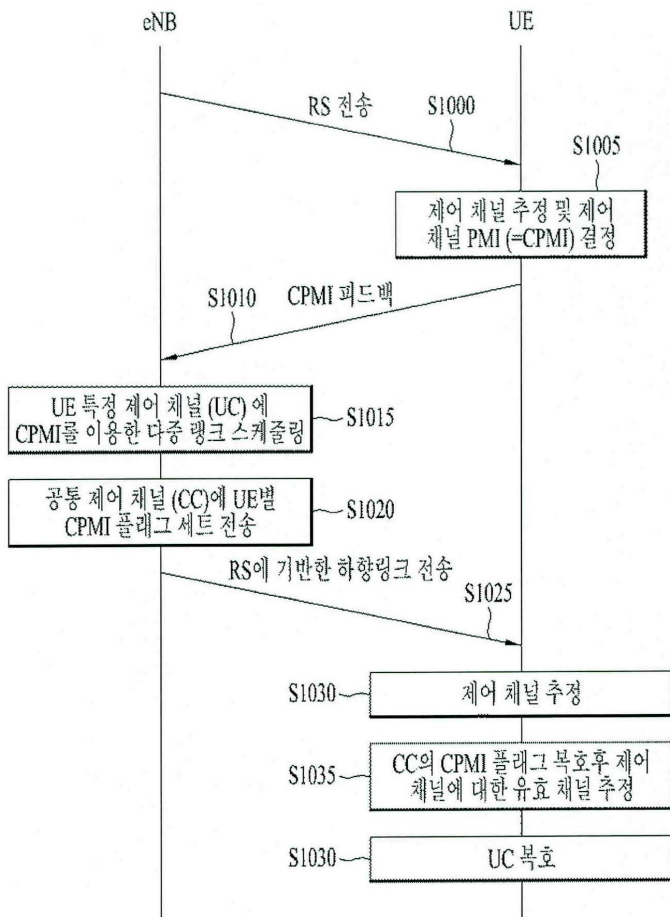 eNB
UE
RS 전송
S1000
S1005
제어 채널 추정 및 제어
채널 PMI (=CPMI) 결정
S1010
CPMI 피드백
UE 특정 제어 채널 (UC) 에
CPMI를 이용한 다중 랭크 스케줄링
S1015
공통 제어 채널 (CC)에 UE별
CPMI 플래그 세트 전송
S1020
RS에 기반한 하향링크 전송
S1025
S1030
제어 채널 추정
S1035
CC의 CPMI 플래그 복호후 제어
채널에 대한 유효 채널 추정
S1030
UC 복호